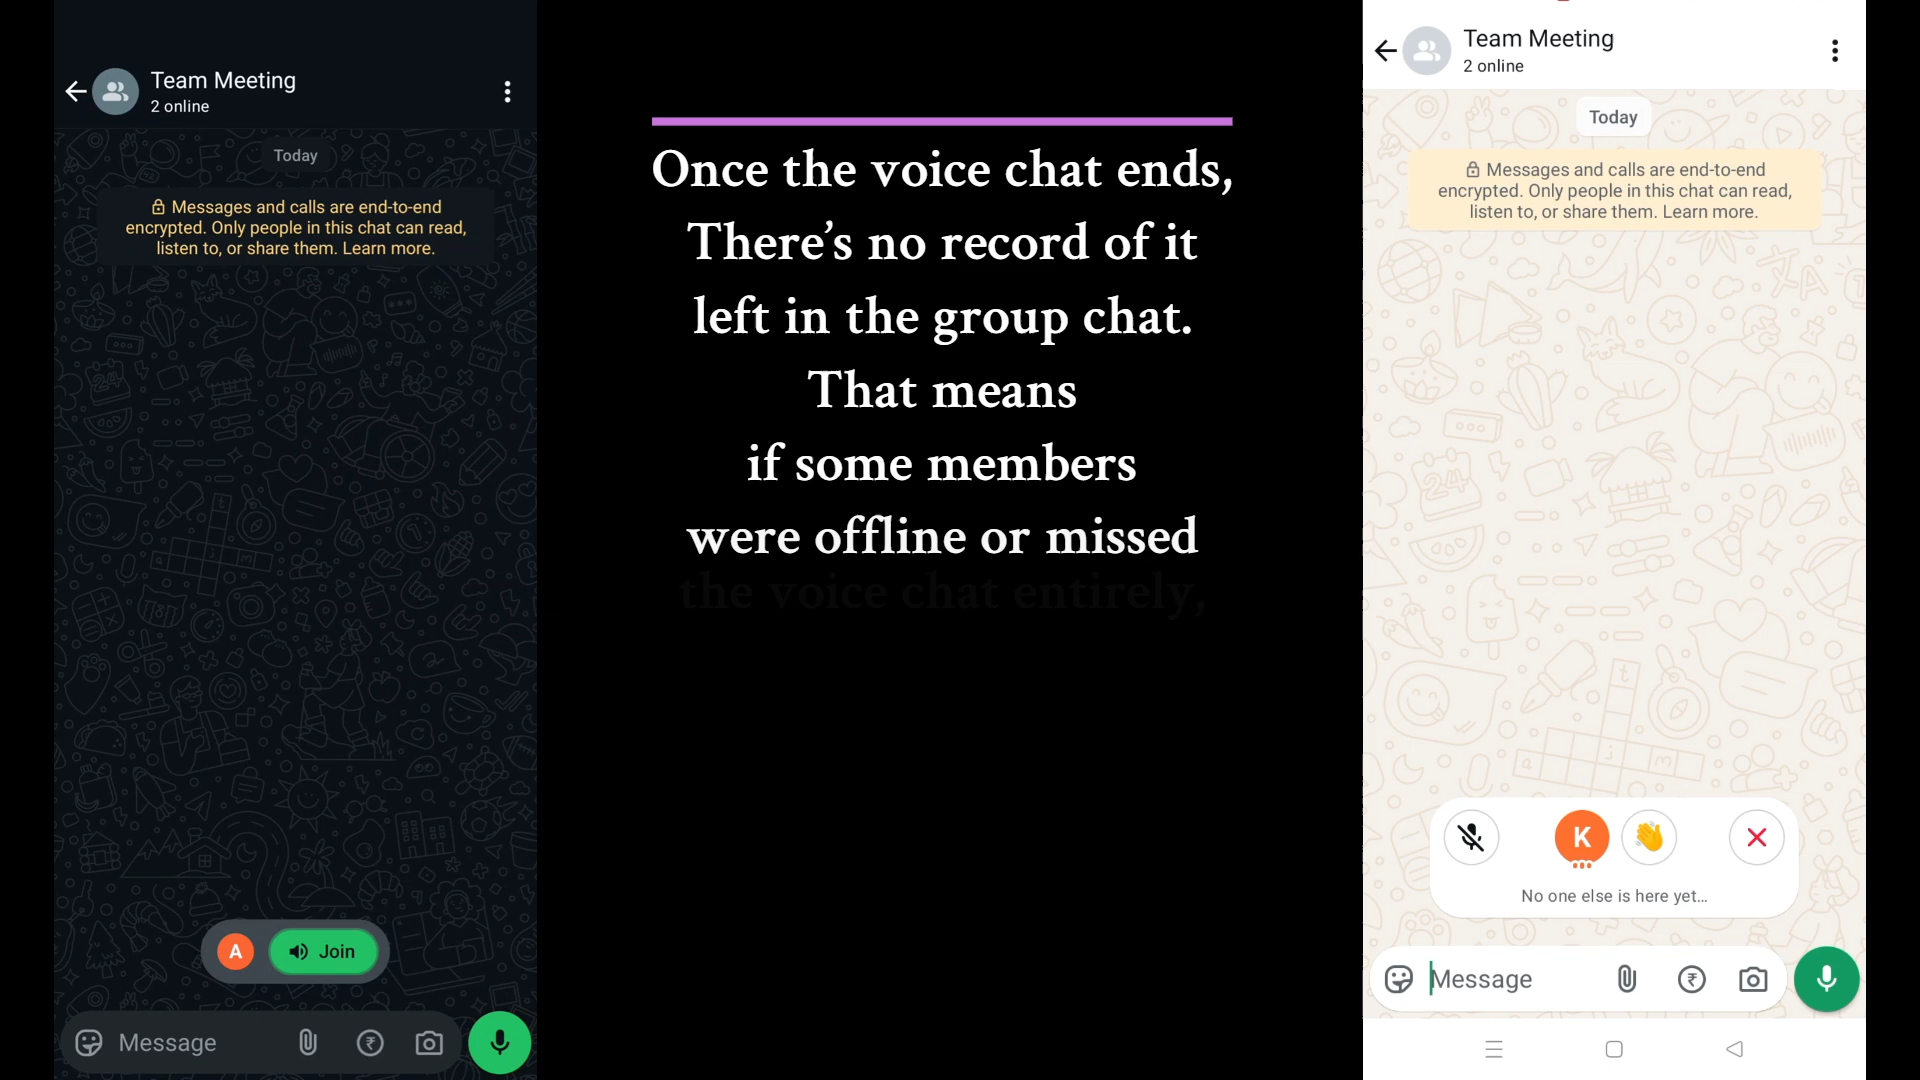 Team Meeting
2 online
Today
Messages and calls are end-to-end
encrypted. Only people in this chat can read,
listen to, or share them. Learn more.
A
Join
Message
Once the voice chat ends,
There’s no record of it
left in the group chat.
That means
if some members
were offline or missed
the voice chat entirely,
Team Meeting
2 online
Today
Messages and calls are end-to-end
encrypted. Only people in this chat can read,
listen to, or share them. Learn more.
K
No one else is here yet…
Message